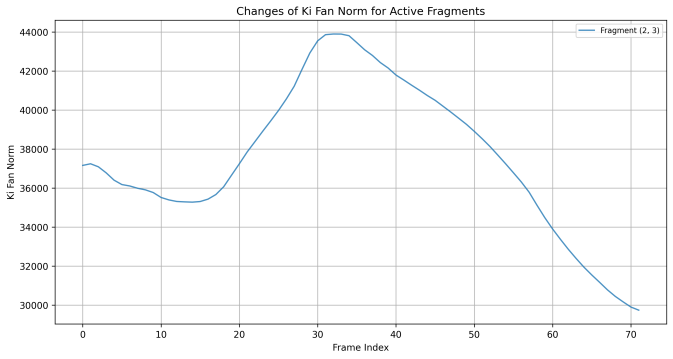 Changes of Ki Fan Norm for Active Fragments
Fragment (2, 3)
44000
42000
40000
38000
36000
34000
32000
30000
Ki Fan Norm
0 10 20 30 40 50 60 70
Frame Index